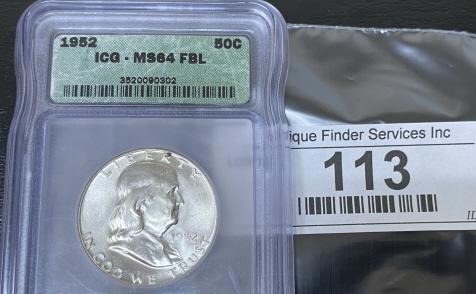 1952 50C
ICG - MS64 FBL
3520090302
LIBERTY
IN GOD WE TRUST
1952
ique Finder Services Inc
113